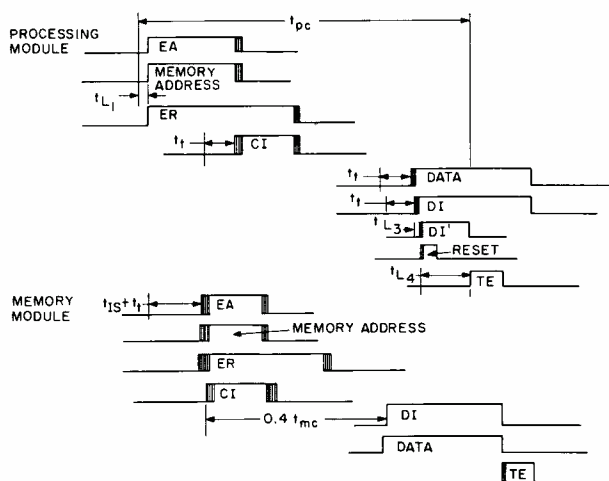 t_pc
PROCESSING MODULE
EA
MEMORY ADDRESS
t_L1
ER
t_t
CI
t_t
DATA
t_t
DI
t_L3
DI'
RESET
t_L4
TE
MEMORY MODULE
t_IS + t_t
EA
MEMORY ADDRESS
ER
CI
0.4 t_mc
DI
DATA
TE